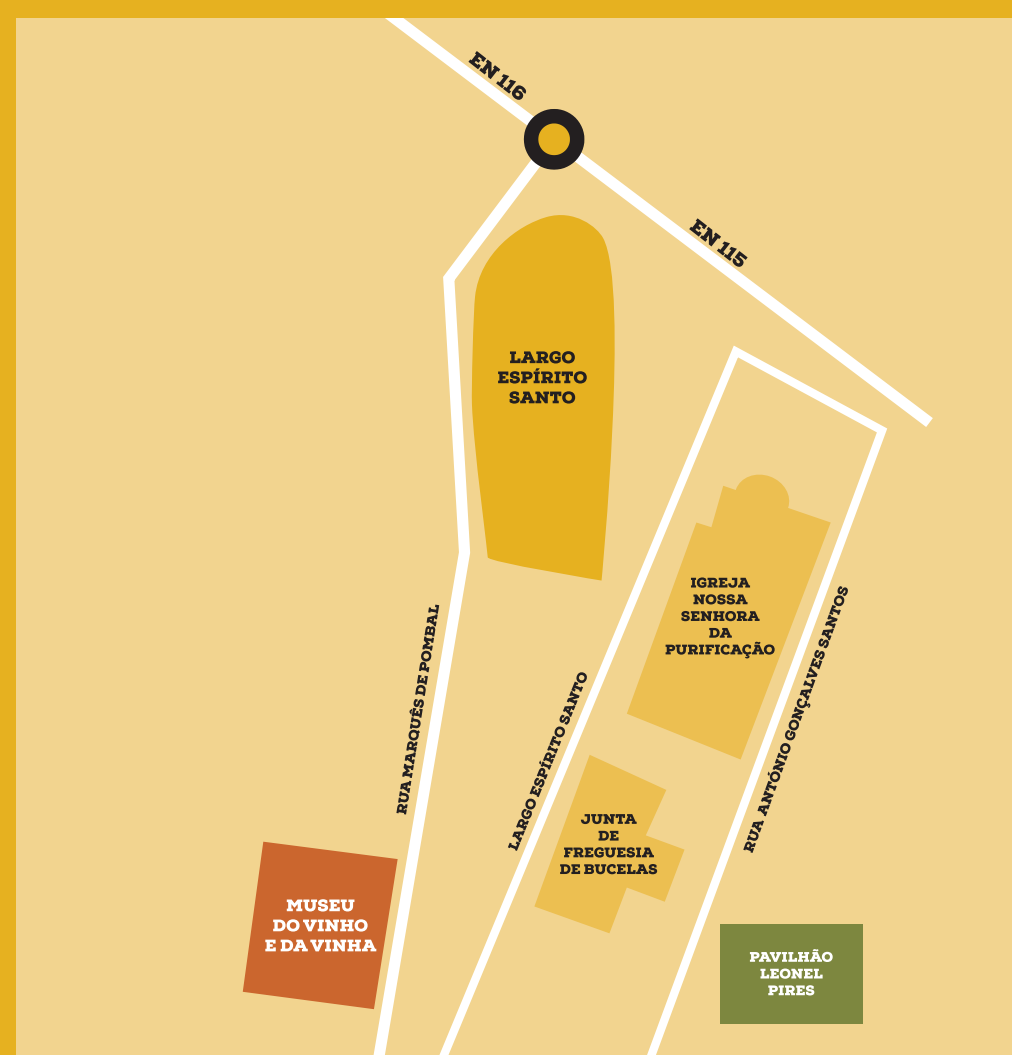 EN 116
EN 115
LARGO
ESPÍRITO
SANTO
IGREJA
NOSSA
SENHORA
DA
PURIFICAÇÃO
RUA MARQUÊS DE POMBAL
LARGO ESPÍRITO SANTO
RUA ANTÓNIO GONÇALVES SANTOS
JUNTA
DE
FREGUESIA
DE BUCELAS
MUSEU
DO VINHO
E DA VINHA
PAVILHÃO
LEONEL
PIRES